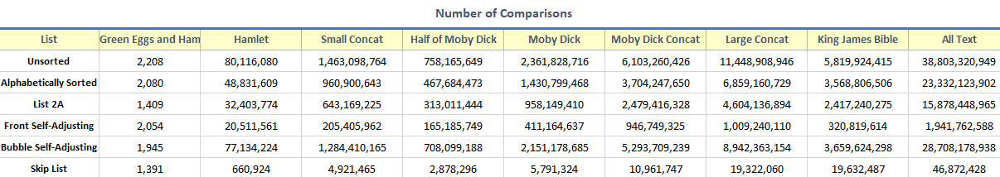 Number of Comparisons
List Green Eggs and Ham Hamlet Small Concat Half of Moby Dick Moby Dick Moby Dick Concat Large Concat King James Bible All Text
Unsorted 2,208 80,116,080 1,463,098,764 758,165,649 2,361,828,716 6,103,260,426 11,448,908,946 5,819,924,415 38,803,320,949
Alphabetically Sorted 2,080 48,831,609 960,900,643 467,684,473 1,430,799,468 3,704,247,650 6,859,160,729 3,568,806,506 23,332,123,902
List 2A 1,409 32,403,774 643,169,225 313,011,444 958,149,410 2,479,416,328 4,604,136,894 2,417,240,275 15,878,448,965
Front Self-Adjusting 2,054 20,511,561 205,405,962 165,185,749 411,164,637 946,749,325 1,009,240,110 320,819,614 1,941,762,588
Bubble Self-Adjusting 1,945 77,134,224 1,284,410,165 708,099,188 2,151,178,685 5,293,709,239 8,942,363,154 3,659,624,298 28,708,178,938
Skip List 1,391 660,924 4,921,465 2,878,296 5,791,324 10,961,747 19,322,060 19,632,487 46,872,428